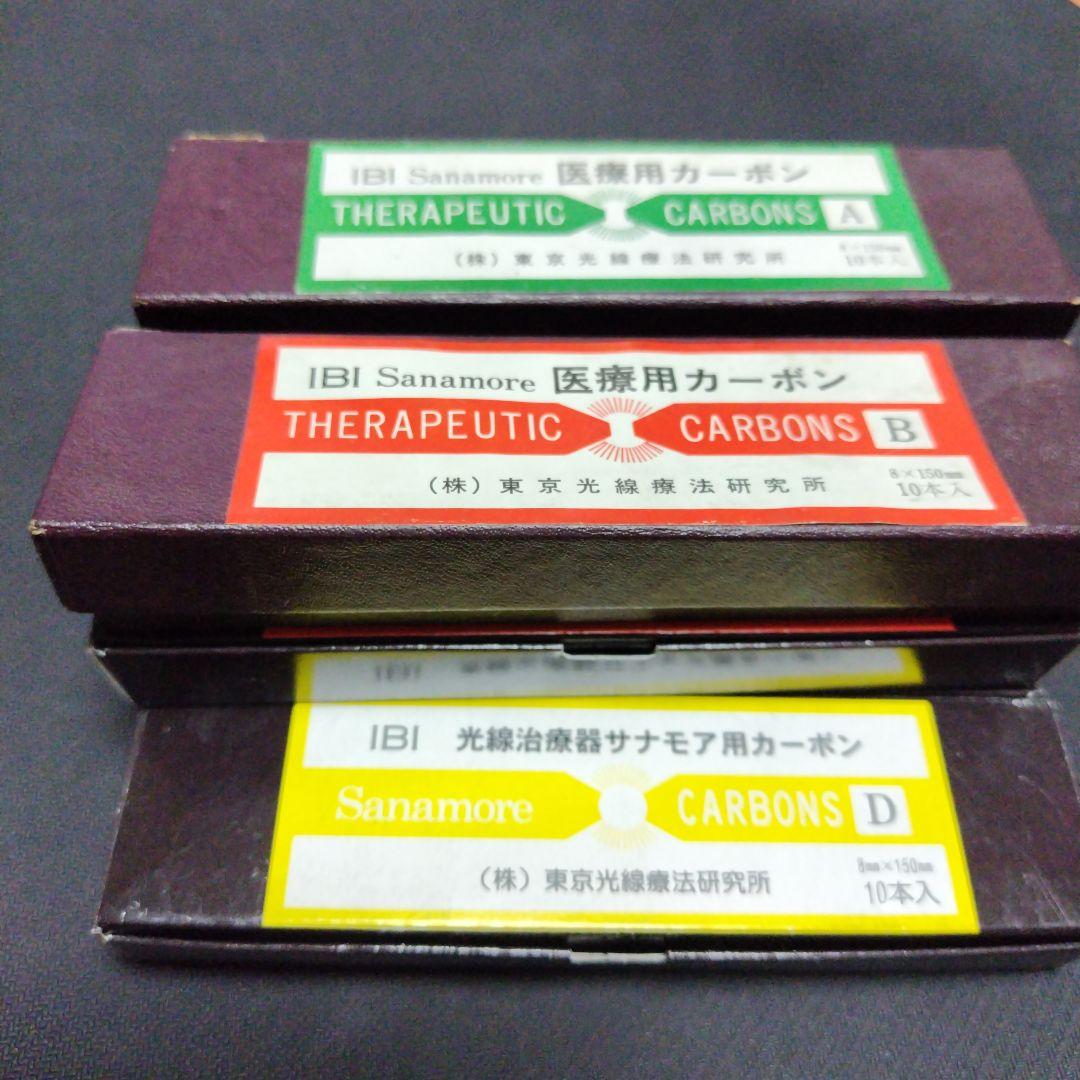 IBI Sanamore 医療用カーボン
THERAPEUTIC CARBONS A
(株)東京光線療法研究所
10本入
IBI Sanamore 医療用カーボン
THERAPEUTIC CARBONS B
8×150㎜
(株)東京光線療法研究所
10本入
IBI
IBI 光線治療器サナモア用カーボン
Sanamore CARBONS D
8㎜×150㎜
(株)東京光線療法研究所
10本入